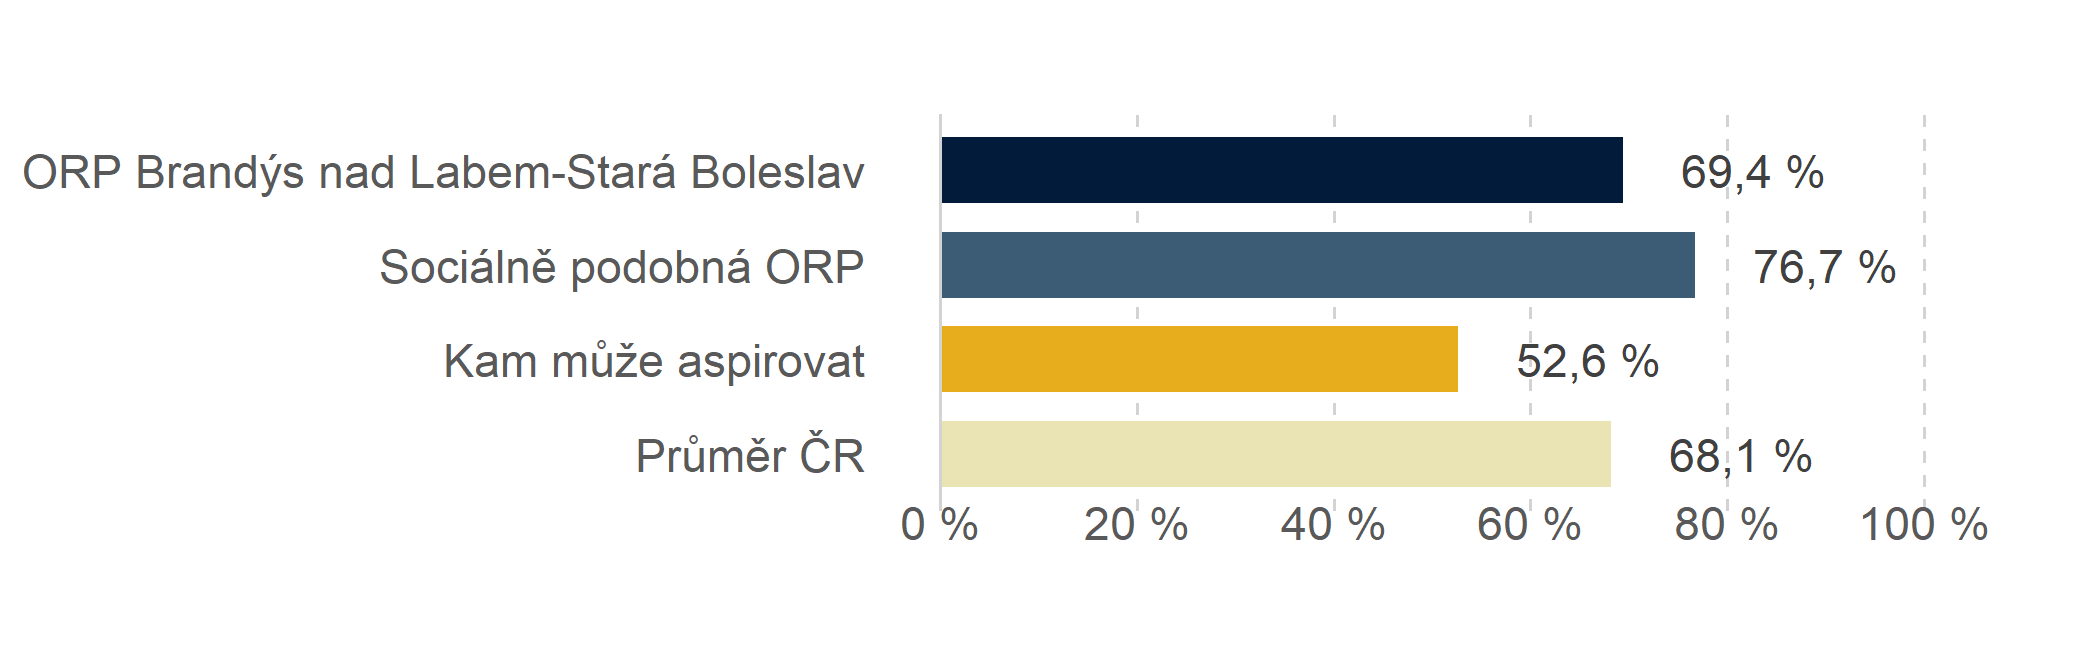 ORP Brandýs nad Labem-Stará Boleslav 69,4 %
Sociálně podobná ORP 76,7 %
Kam může aspirovat 52,6 %
Průměr ČR 68,1 %
0 % 20 % 40 % 60 % 80 % 100 %